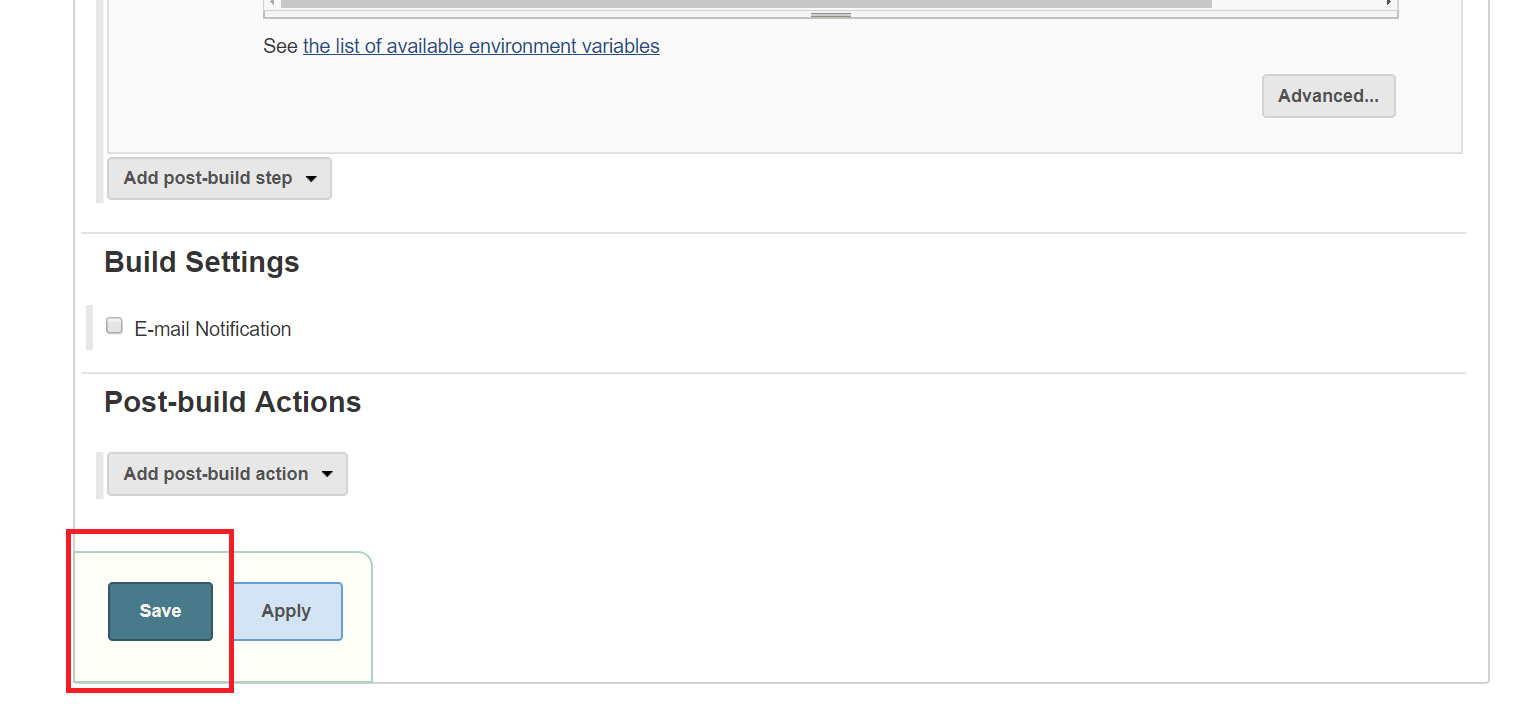 See the list of available environment variables
Advanced...
Add post-build step
Build Settings
E-mail Notification
Post-build Actions
Add post-build action
Save
Apply